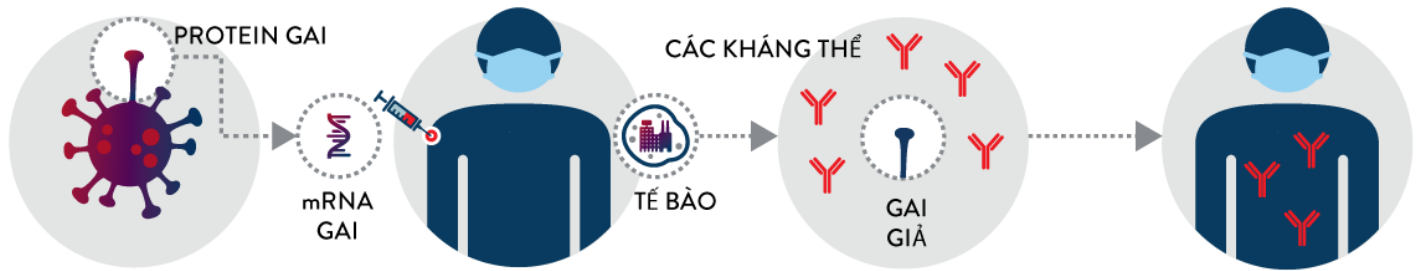 PROTEIN GAI
mRNA
GAI
TẾ BÀO
CÁC KHÁNG THỂ
GAI
GIẢ